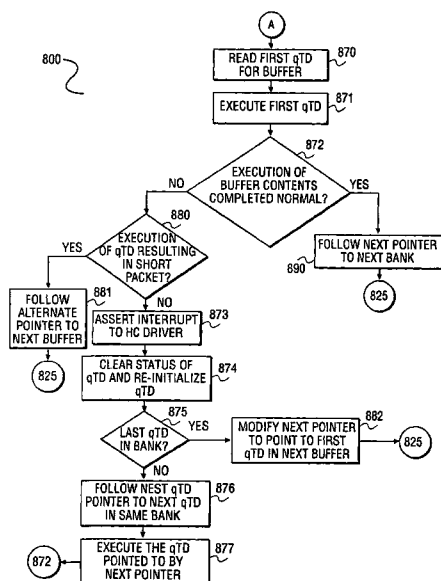 800
A
READ FIRST qTD
FOR BUFFER
870
EXECUTE FIRST qTD
871
872
EXECUTION OF
BUFFER CONTENTS
COMPLETED NORMAL?
NO
YES
880
EXECUTION
OF qTD RESULTING
IN SHORT
PACKET?
YES
NO
FOLLOW NEXT POINTER
TO NEXT BANK
890
825
881
FOLLOW
ALTERNATE
POINTER TO
NEXT BUFFER
825
ASSERT INTERRUPT
TO HC DRIVER
873
CLEAR STATUS OF
qTD AND RE-INITIALIZE
qTD
874
875
LAST qTD
IN BANK?
YES
NO
MODIFY NEXT POINTER
TO POINT TO FIRST
qTD IN NEXT BUFFER
882
825
FOLLOW NEST qTD
POINTER TO NEXT qTD
IN SAME BANK
876
EXECUTE THE qTD
POINTED TO BY
NEXT POINTER
877
872